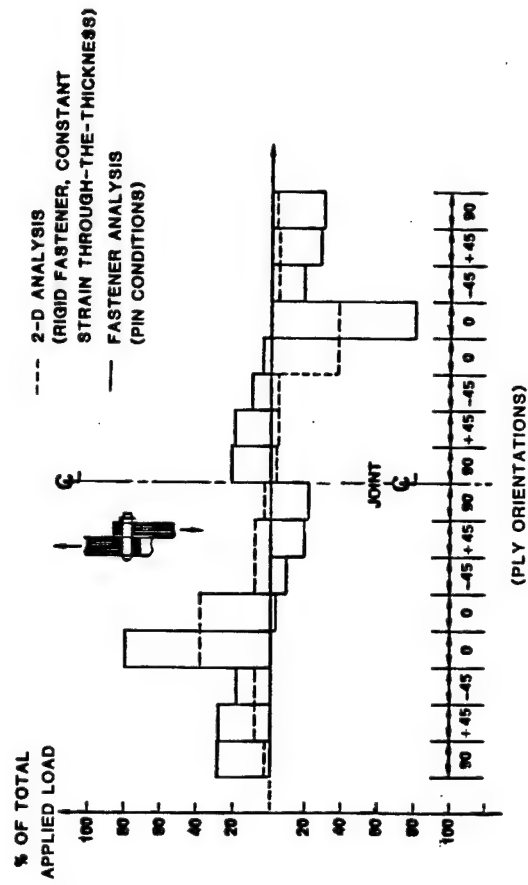 % OF TOTAL
APPLIED LOAD
--- 2-D ANALYSIS
(RIGID FASTENER, CONSTANT
STRAIN THROUGH-THE-THICKNESS)
— FASTENER ANALYSIS
(PIN CONDITIONS)
100
80
60
40
20
20
40
60
80
100
CL
JOINT
CL
90 +45 -45 0 0 -45 +45 90 90 +45 -45 0 0 -45 +45 90
(PLY ORIENTATIONS)